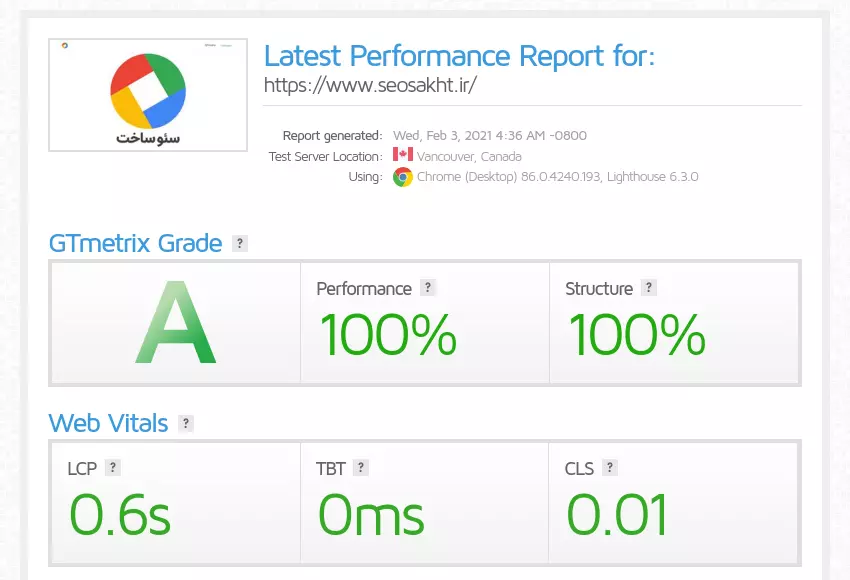 سئوساخت
Latest Performance Report for:
https://www.seosakht.ir/
Report generated: Wed, Feb 3, 2021 4:36 AM -0800
Test Server Location: Vancouver, Canada
Using: Chrome (Desktop) 86.0.4240.193, Lighthouse 6.3.0
GTmetrix Grade ?
A
Performance ?
100%
Structure ?
100%
Web Vitals ?
LCP ?
0.6s
TBT ?
0ms
CLS ?
0.01